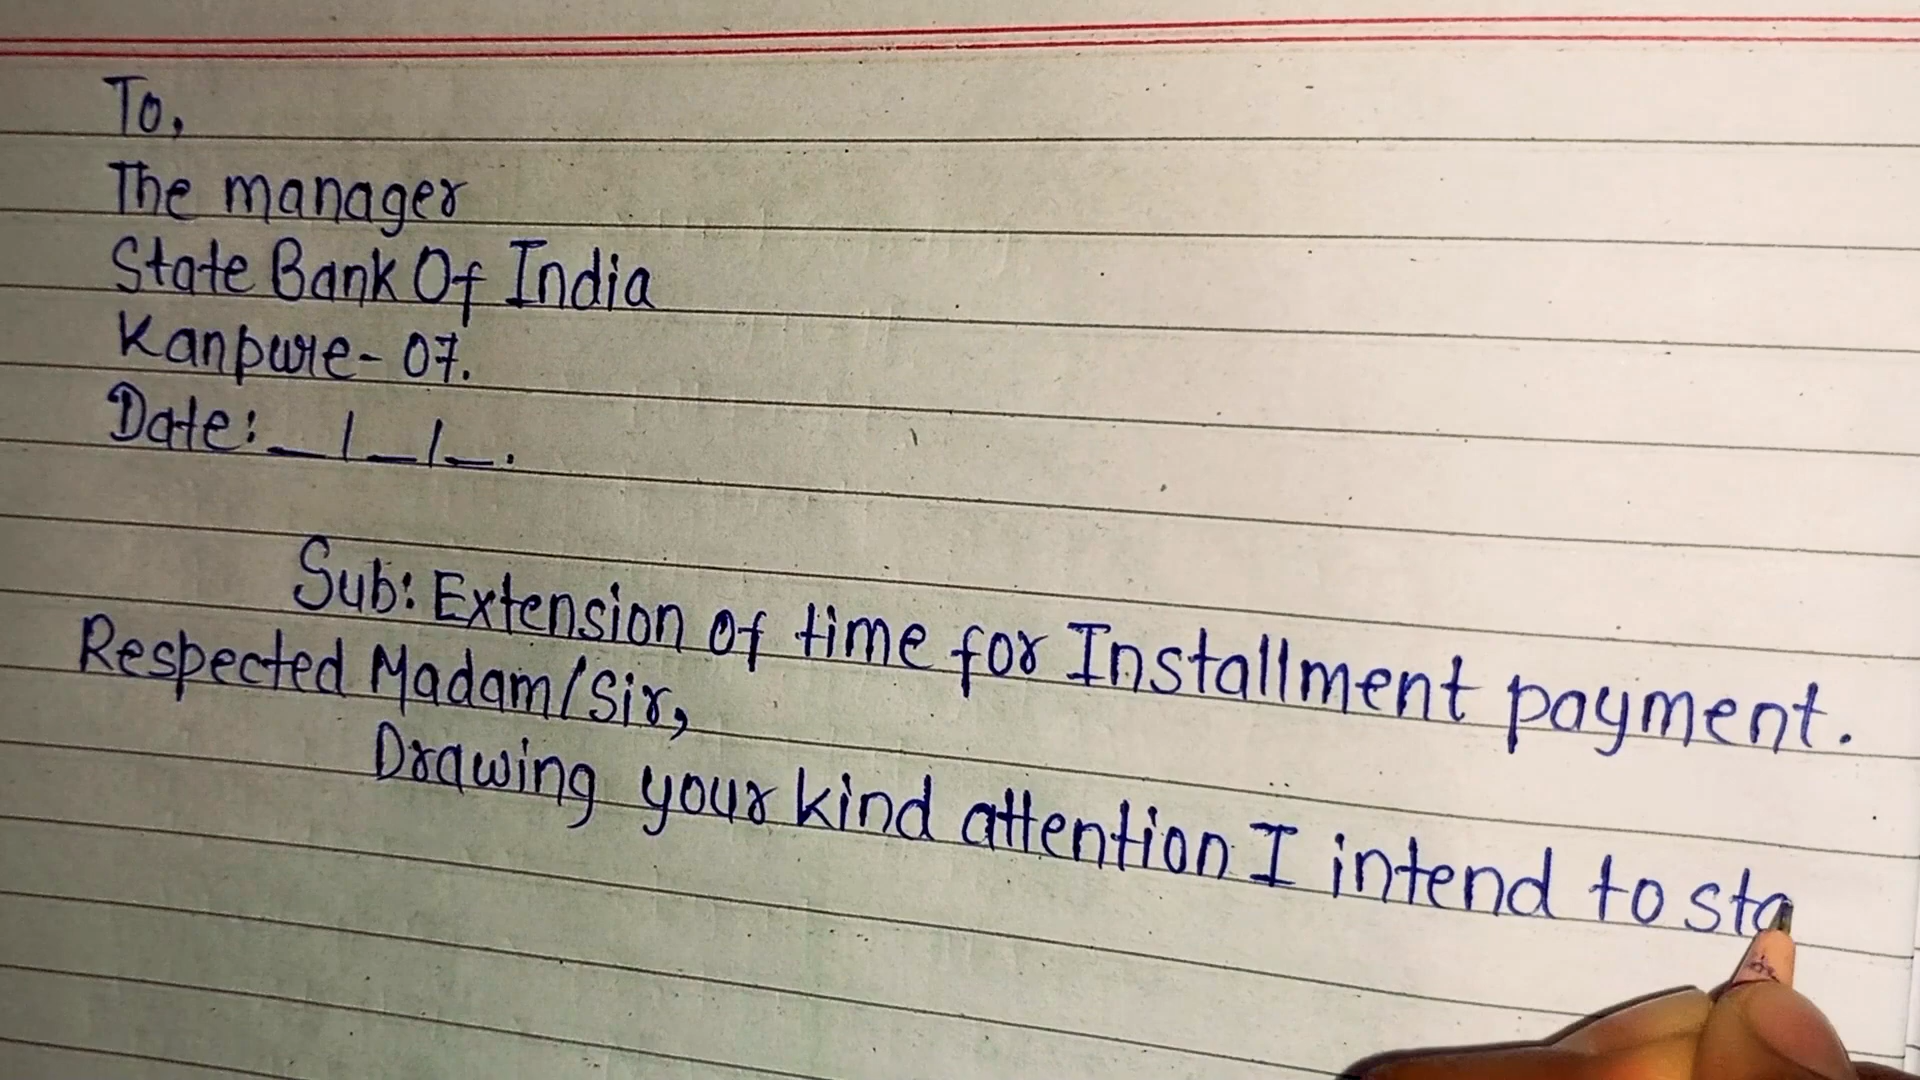 To,
The manager
State Bank Of India
Kanpure- 07.
Date: _/_/_.
Sub: Extension of time for Installment payment.
Respected Madam/Sir,
Drawing your kind attention I intend to sta